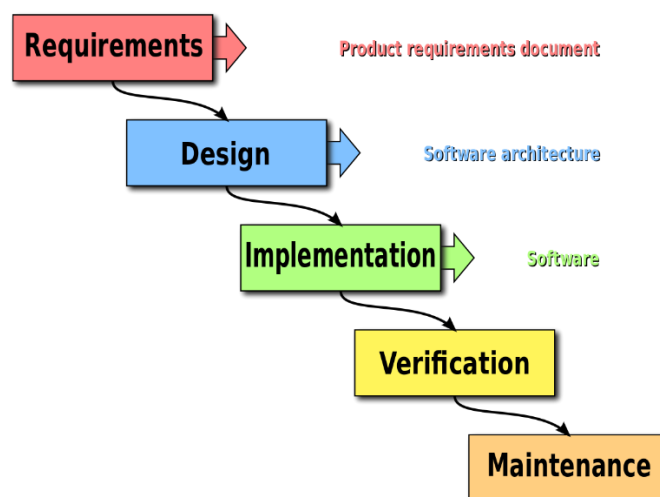 Requirements
Product requirements document
Design
Software architecture
Implementation
Software
Verification
Maintenance